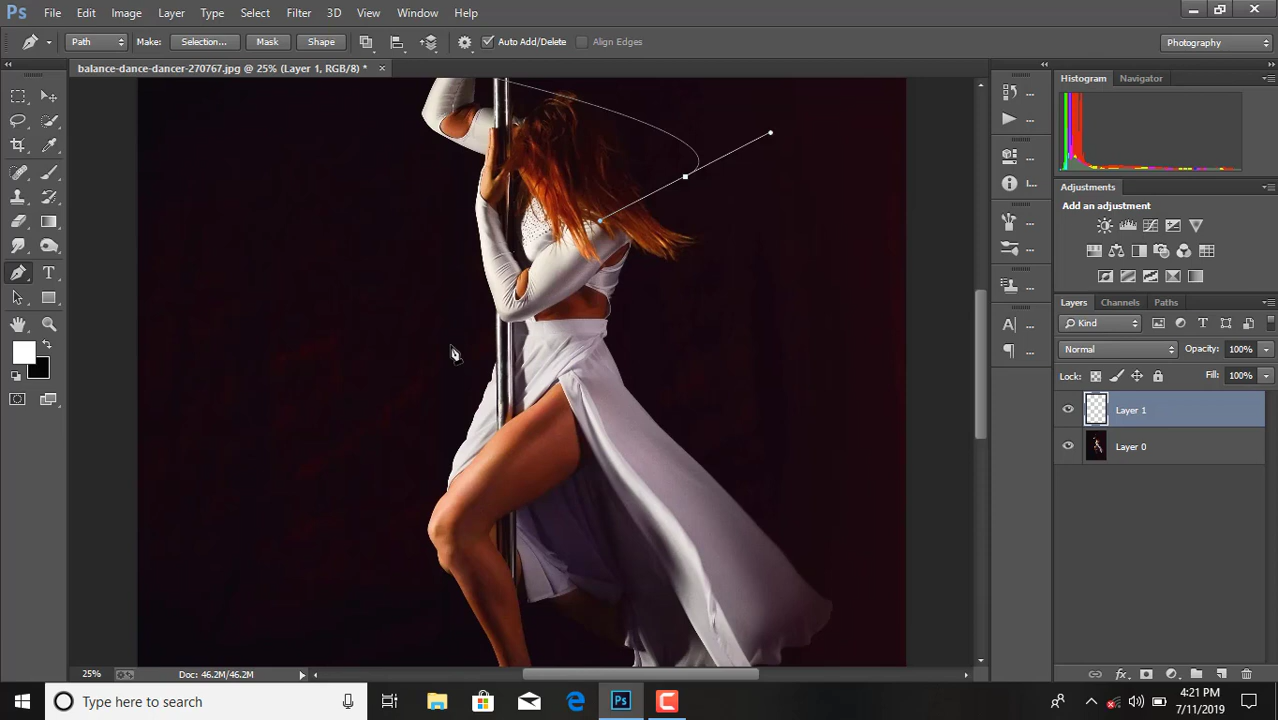 Ps File Edit Image Layer Type Select Filter 3D View Window Help
Path Make: Selection... Mask Shape Auto Add/Delete Align Edges Photography
balance-dance-dancer-270767.jpg @ 25% (Layer 1, RGB/8) * ×
Histogram Navigator
Adjustments
Add an adjustment
Layers Channels Paths
Kind
Normal Opacity: 100%
Lock: Fill: 100%
Layer 1
Layer 0
25% Doc: 46.2M/46.2M
Type here to search
4:21 PM
7/11/2019